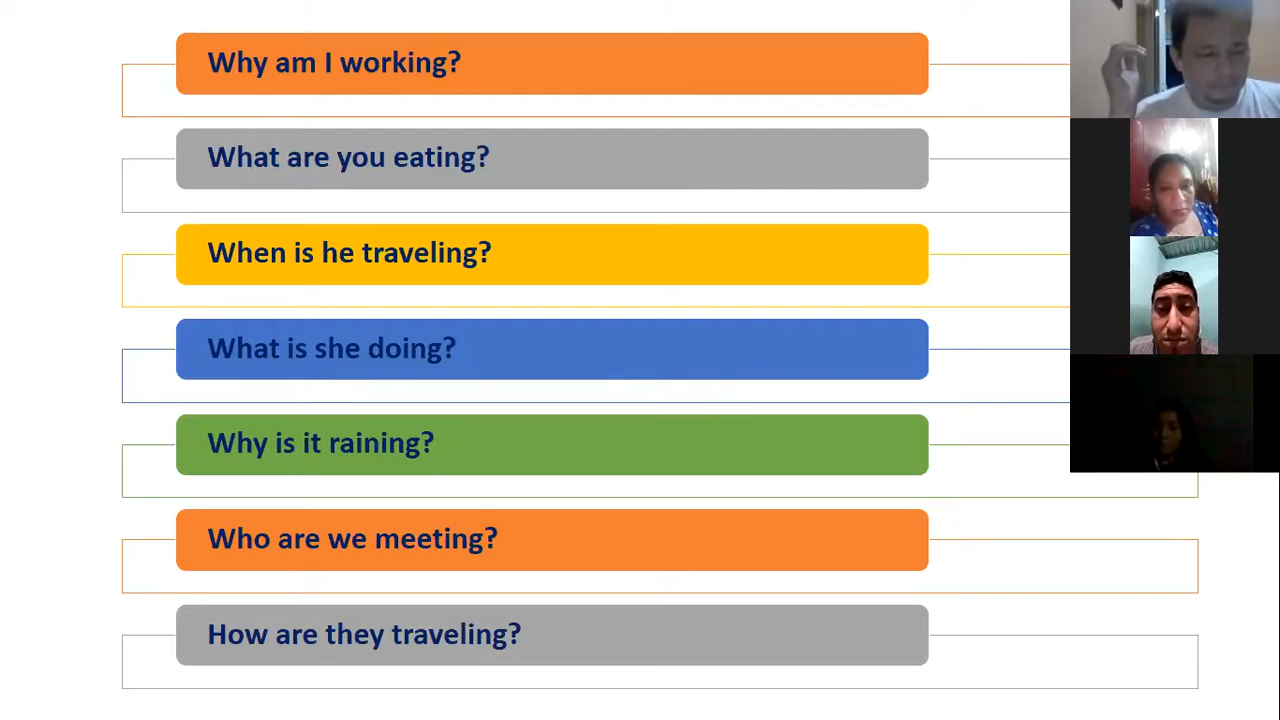 Why am I working?
What are you eating?
When is he traveling?
What is she doing?
Why is it raining?
Who are we meeting?
How are they traveling?